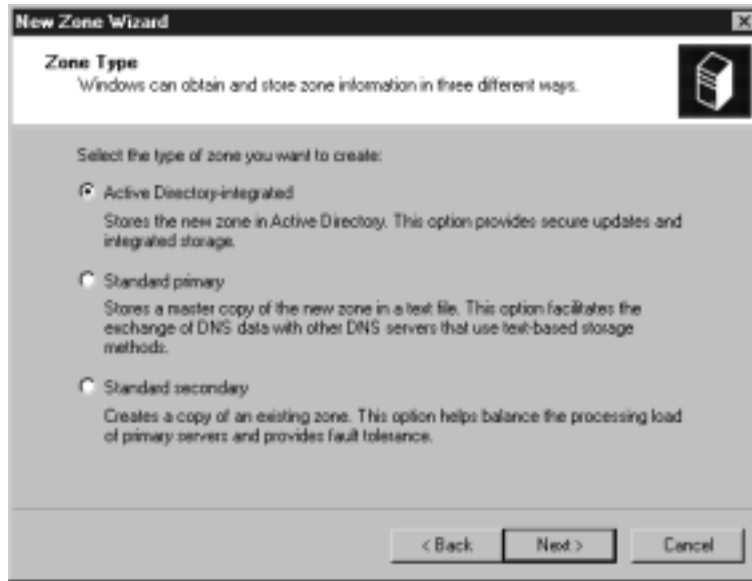 New Zone Wizard
Zone Type
Windows can obtain and store zone information in three different ways.
Select the type of zone you want to create:
Active Directory-integrated
Stores the new zone in Active Directory. This option provides secure updates and
integrated storage.
Standard primary
Stores a master copy of the new zone in a text file. This option facilitates the
exchange of DNS data with other DNS servers that use text-based storage
methods.
Standard secondary
Creates a copy of an existing zone. This option helps balance the processing load
of primary servers and provides fault tolerance.
< Back Next > Cancel